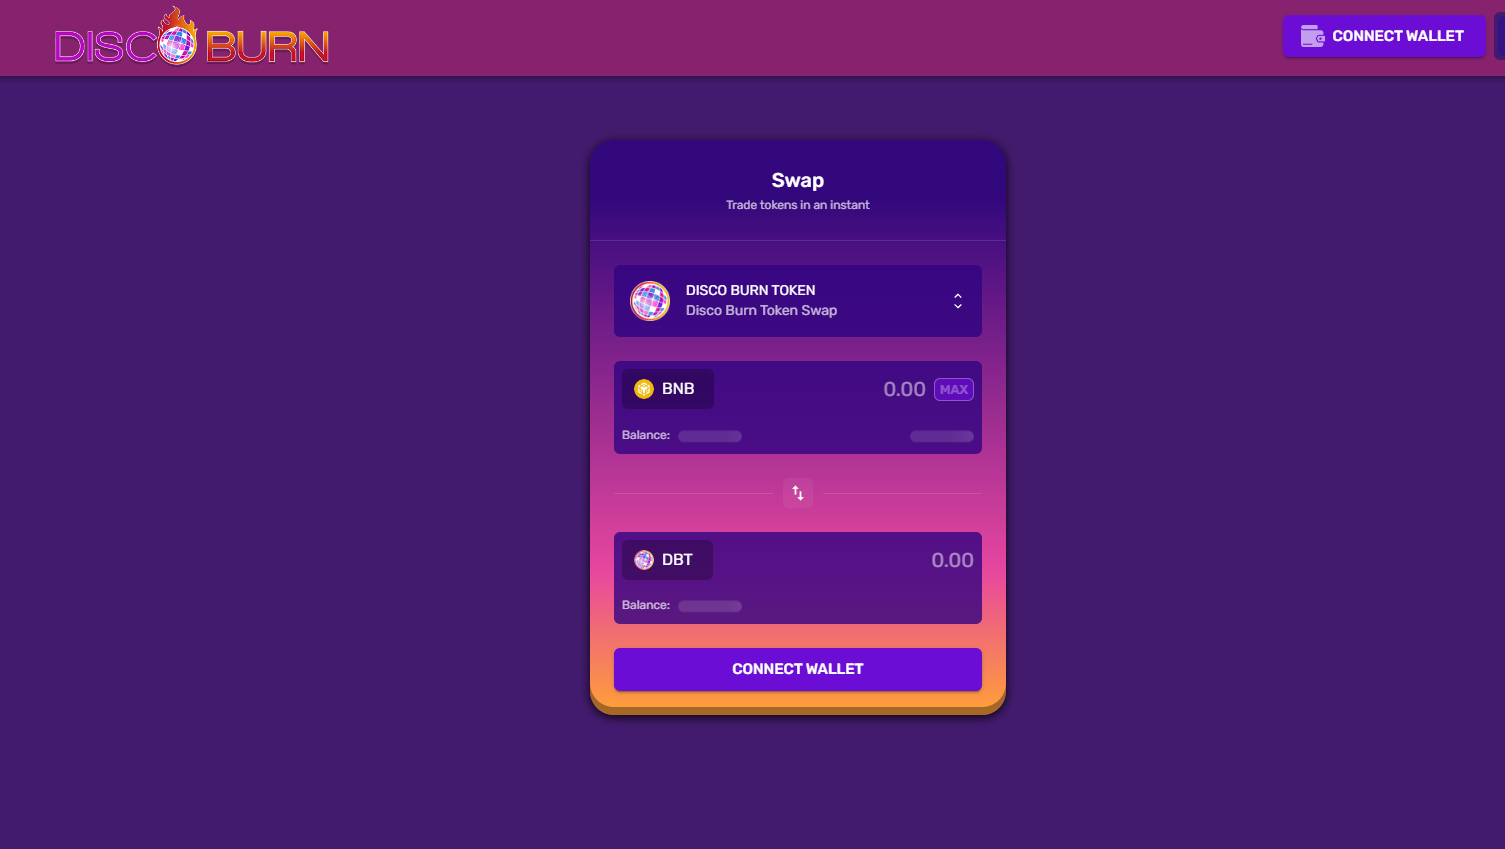 DISCO BURN
CONNECT WALLET
Swap
Trade tokens in an instant
DISCO BURN TOKEN
Disco Burn Token Swap
BNB
0.00 MAX
Balance:
DBT
0.00
Balance:
CONNECT WALLET